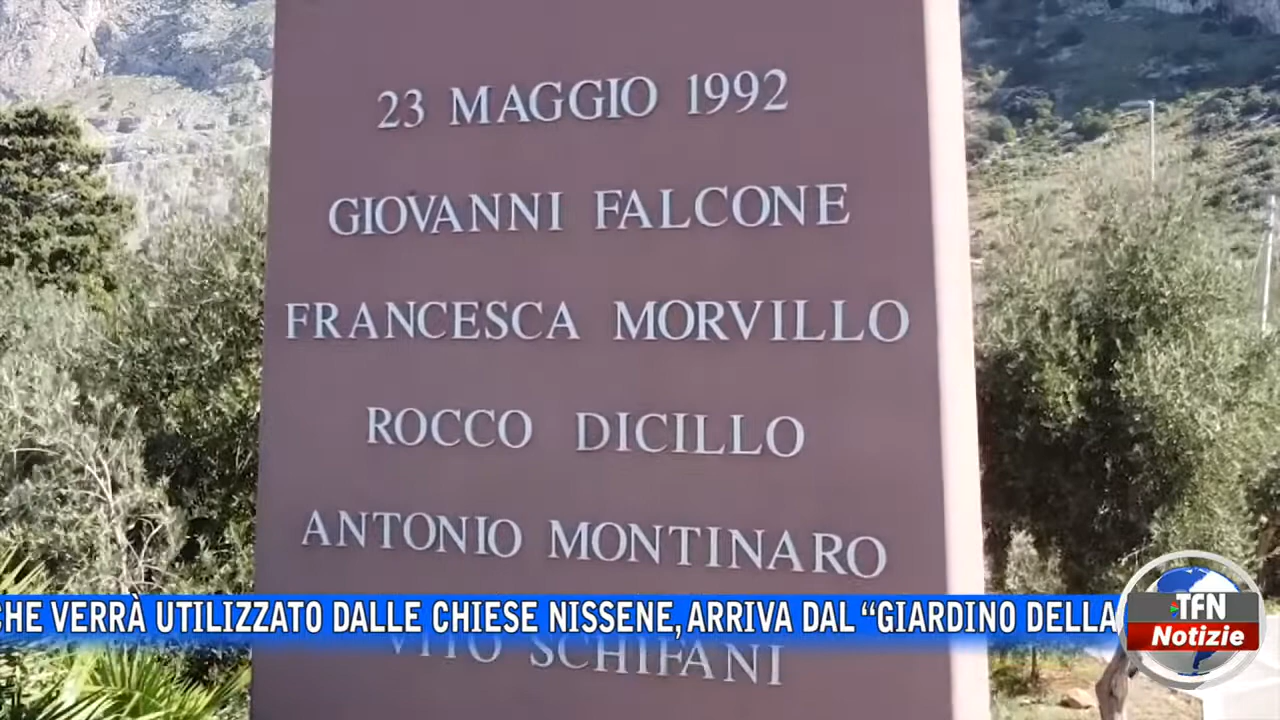 23 MAGGIO 1992
GIOVANNI FALCONE
FRANCESCA MORVILLO
ROCCO DICILLO
ANTONIO MONTINARO
CHE VERRÀ UTILIZZATO DALLE CHIESE NISSENE, ARRIVA DAL “GIARDINO DELLA
VITO SCHIFANI
TFN
Notizie